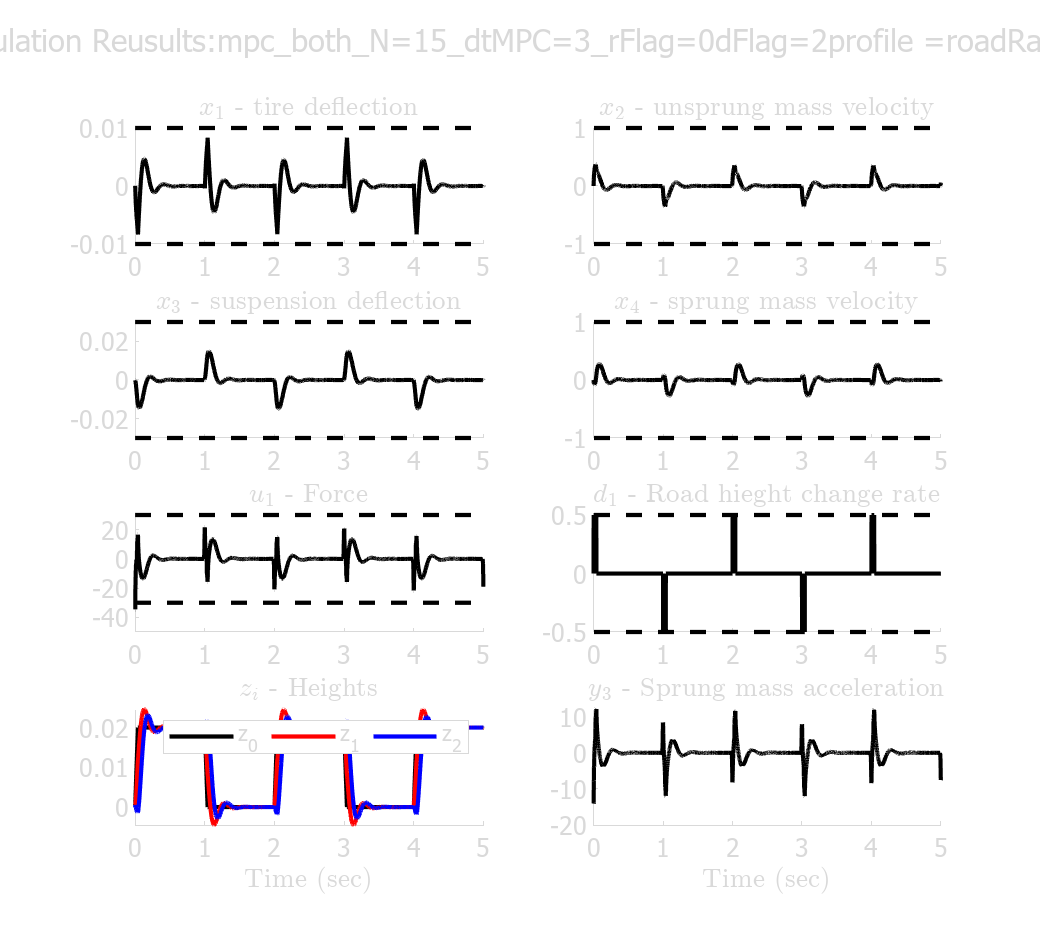 ulation Reusults:mpc_both_N=15_dtMPC=3_rFlag=0dFlag=2profile =roadRa
x1 - tire deflection
0.01
0
-0.01
0 1 2 3 4 5
x2 - unsprung mass velocity
1
0
-1
0 1 2 3 4 5
x3 - suspension deflection
0.02
0
-0.02
0 1 2 3 4 5
x4 - sprung mass velocity
1
0
-1
0 1 2 3 4 5
u1 - Force
20
0
-20
-40
0 1 2 3 4 5
d1 - Road hieght change rate
0.5
0
-0.5
0 1 2 3 4 5
zi - Heights
0.02
0.01
0
z0 z1 z2
0 1 2 3 4 5
Time (sec)
y3 - Sprung mass acceleration
10
0
-10
-20
0 1 2 3 4 5
Time (sec)